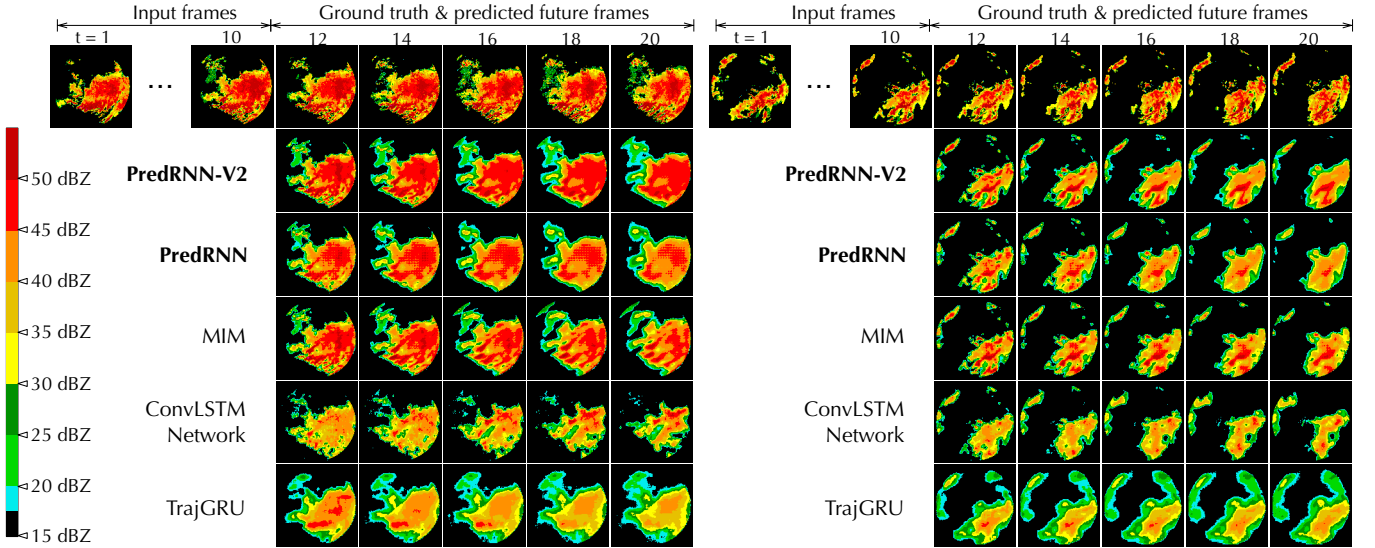 Input frames Ground truth & predicted future frames Input frames Ground truth & predicted future frames
t = 1 10 12 14 16 18 20 t = 1 10 12 14 16 18 20
... ...
PredRNN-V2 PredRNN-V2
50 dBZ
45 dBZ
PredRNN PredRNN
40 dBZ
35 dBZ
MIM MIM
30 dBZ
ConvLSTM ConvLSTM
Network Network
25 dBZ
20 dBZ
TrajGRU TrajGRU
15 dBZ